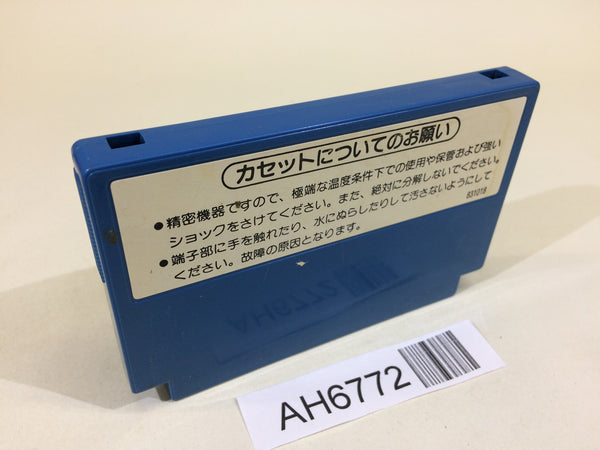 カセットについてのお願い
●精密機器ですので、極端な温度条件下での使用や保管および強い
ショックをさけてください。また、絶対に分解しないでください。
●端子部に手を触れたり、水にぬらしたりして汚さないようにして
ください。故障の原因となります。
931018
AH6772
AH6772